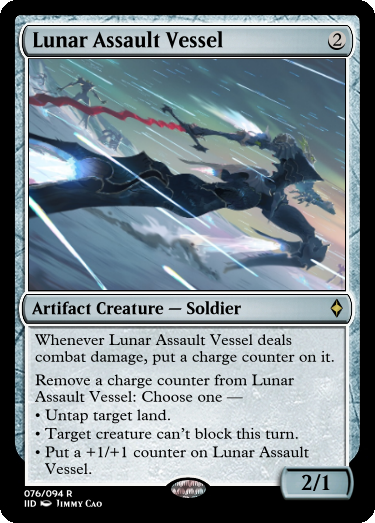 Lunar Assault Vessel 2
Artifact Creature — Soldier
Whenever Lunar Assault Vessel deals
combat damage, put a charge counter on it.
Remove a charge counter from Lunar
Assault Vessel: Choose one —
• Untap target land.
• Target creature can't block this turn.
• Put a +1/+1 counter on Lunar Assault
Vessel.
2/1
076/094 R
IID Jimmy Cao